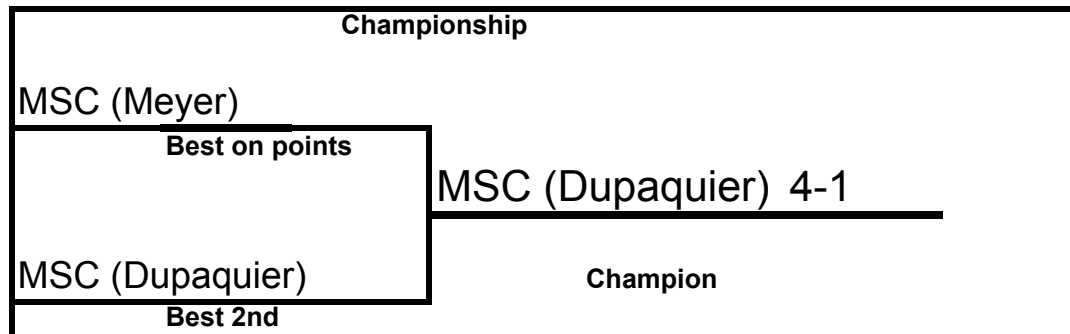 Championship
MSC (Meyer)
Best on points
MSC (Dupaquier) 4-1
MSC (Dupaquier)
Champion
Best 2nd